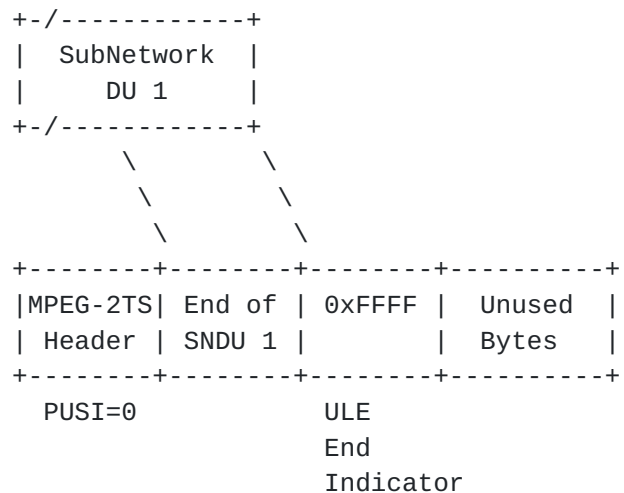 +-/------------+
|  SubNetwork  |
|     DU 1     |
+-/------------+
       \        \
        \        \
         \        \
+--------+--------+--------+----------+
|MPEG-2TS| End of | 0xFFFF |  Unused  |
| Header | SNDU 1 |        |  Bytes   |
+--------+--------+--------+----------+
  PUSI=0            ULE
                    End
                    Indicator